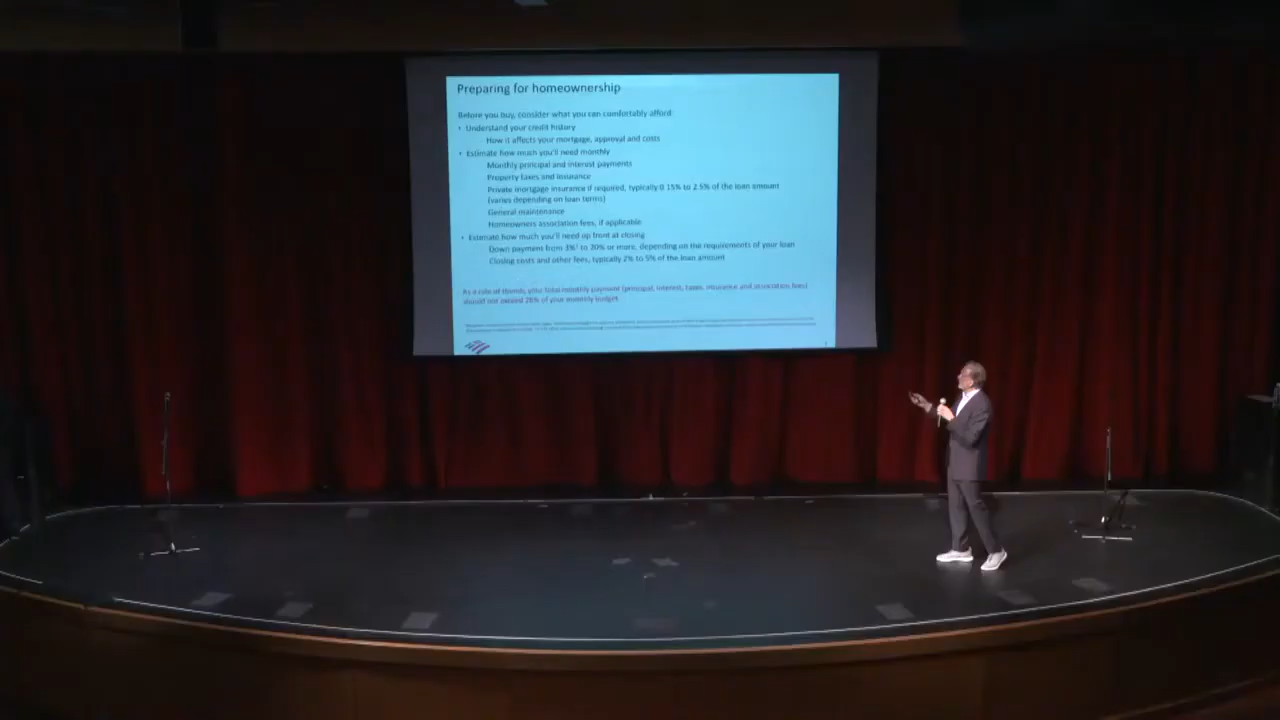 Preparing for homeownership
Before you buy, consider what you can comfortably afford:
• Understand your credit history
How it affects your mortgage, approval and costs
• Estimate how much you'll need monthly
Monthly principal and interest payments
Property taxes and insurance
Private mortgage insurance if required, typically 0.15% to 2.5% of the loan amount
(varies depending on loan terms)
General maintenance
Homeowners association fees, if applicable
• Estimate how much you'll need up front at closing
Down payment from 3%¹ to 20% or more, depending on the requirements of your loan
Closing costs and other fees, typically 2% to 5% of the loan amount
As a rule of thumb, your total monthly payment (principal, interest, taxes, insurance and association fees)
should not exceed 28% of your monthly budget.